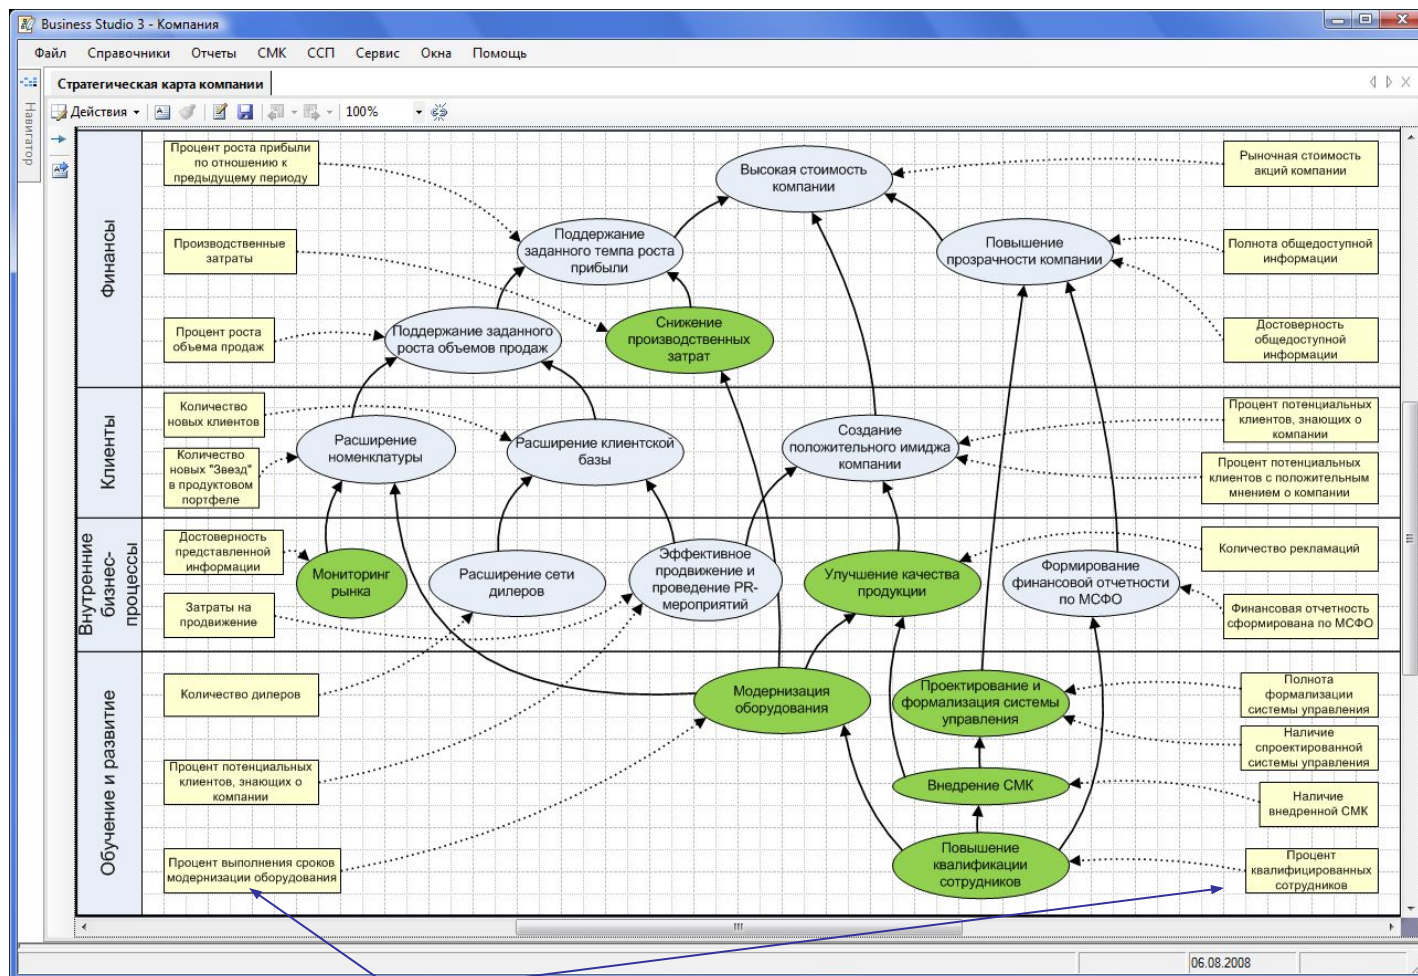 Business Studio 3 - Компания
Файл Справочники Отчеты СМК ССП Сервис Окна Помощь
Навигатор
Стратегическая карта компании
Действия 100%
Финансы
Процент роста прибыли
по отношению к
предыдущему периоду
Высокая стоимость
компании
Рыночная стоимость
акций компании
Производственные
затраты
Поддержание
заданного темпа роста
прибыли
Повышение
прозрачности компании
Полнота общедоступной
информации
Процент роста
объема продаж
Поддержание заданного
роста объемов продаж
Снижение
производственных
затрат
Достоверность
общедоступной
информации
Клиенты
Количество
новых клиентов
Количество
новых "Звезд"
в продуктовом
портфеле
Расширение
номенклатуры
Расширение клиентской
базы
Создание
положительного имиджа
компании
Процент потенциальных
клиентов, знающих о
компании
Процент потенциальных
клиентов с положительным
мнением о компании
Внутренние
бизнес-
процессы
Достоверность
представленной
информации
Затраты на
продвижение
Мониторинг
рынка
Расширение сети
дилеров
Эффективное
продвижение и
проведение PR-
мероприятий
Улучшение качества
продукции
Формирование
финансовой отчетности
по МСФО
Количество рекламаций
Финансовая отчетность
сформирована по МСФО
Обучение и развитие
Количество дилеров
Процент потенциальных
клиентов, знающих о
компании
Процент выполнения сроков
модернизации оборудования
Модернизация
оборудования
Проектирование и
формализация системы
управления
Внедрение СМК
Повышение
квалификации
сотрудников
Полнота
формализации
системы управления
Наличие
спроектированной
системы управления
Наличие
внедренной СМК
Процент
квалифицированных
сотрудников
06.08.2008